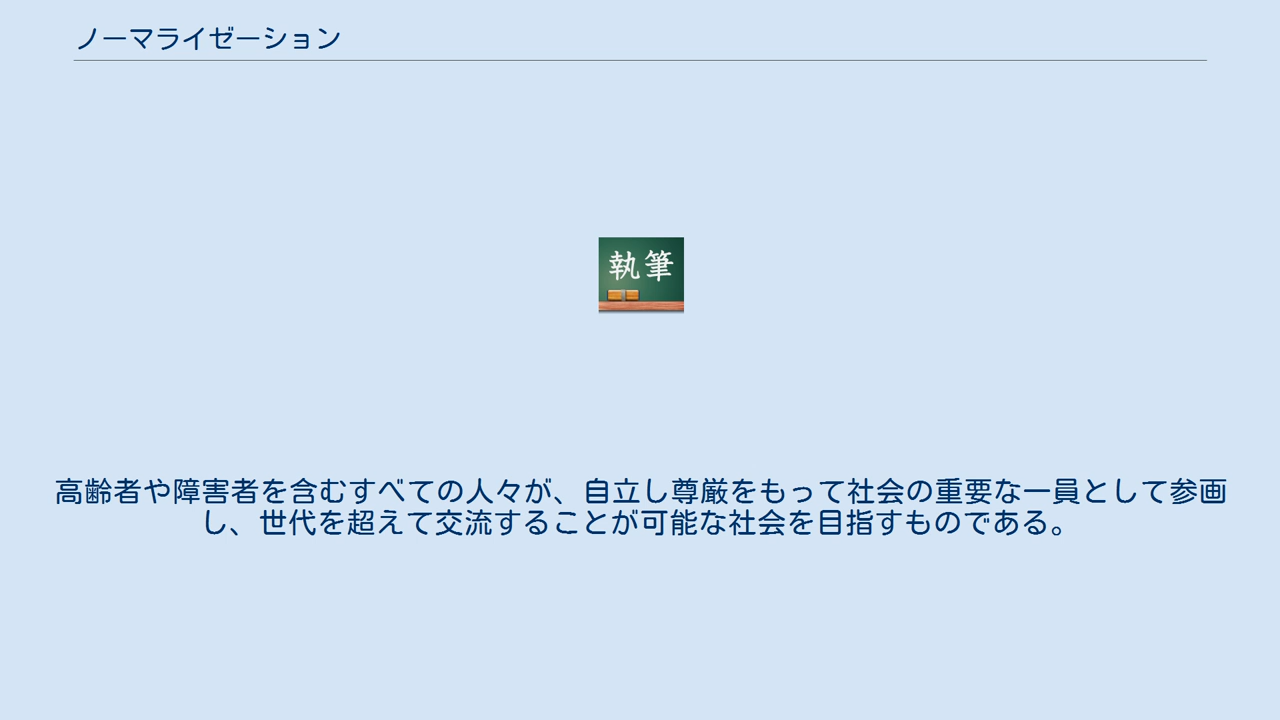 ノーマライゼーション
執筆
高齢者や障害者を含むすべての人々が、自立し尊厳をもって社会の重要な一員として参画
し、世代を超えて交流することが可能な社会を目指すものである。